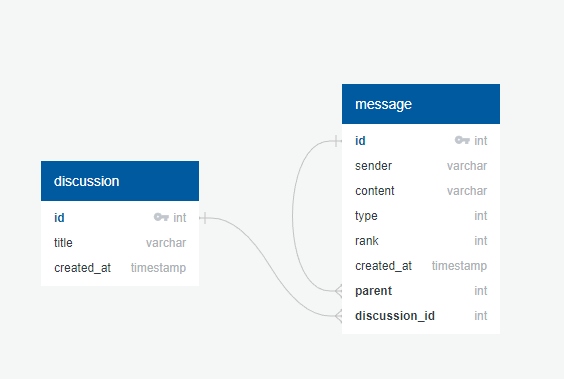 discussion
id int
title varchar
created_at timestamp
message
id int
sender varchar
content varchar
type int
rank int
created_at timestamp
parent int
discussion_id int